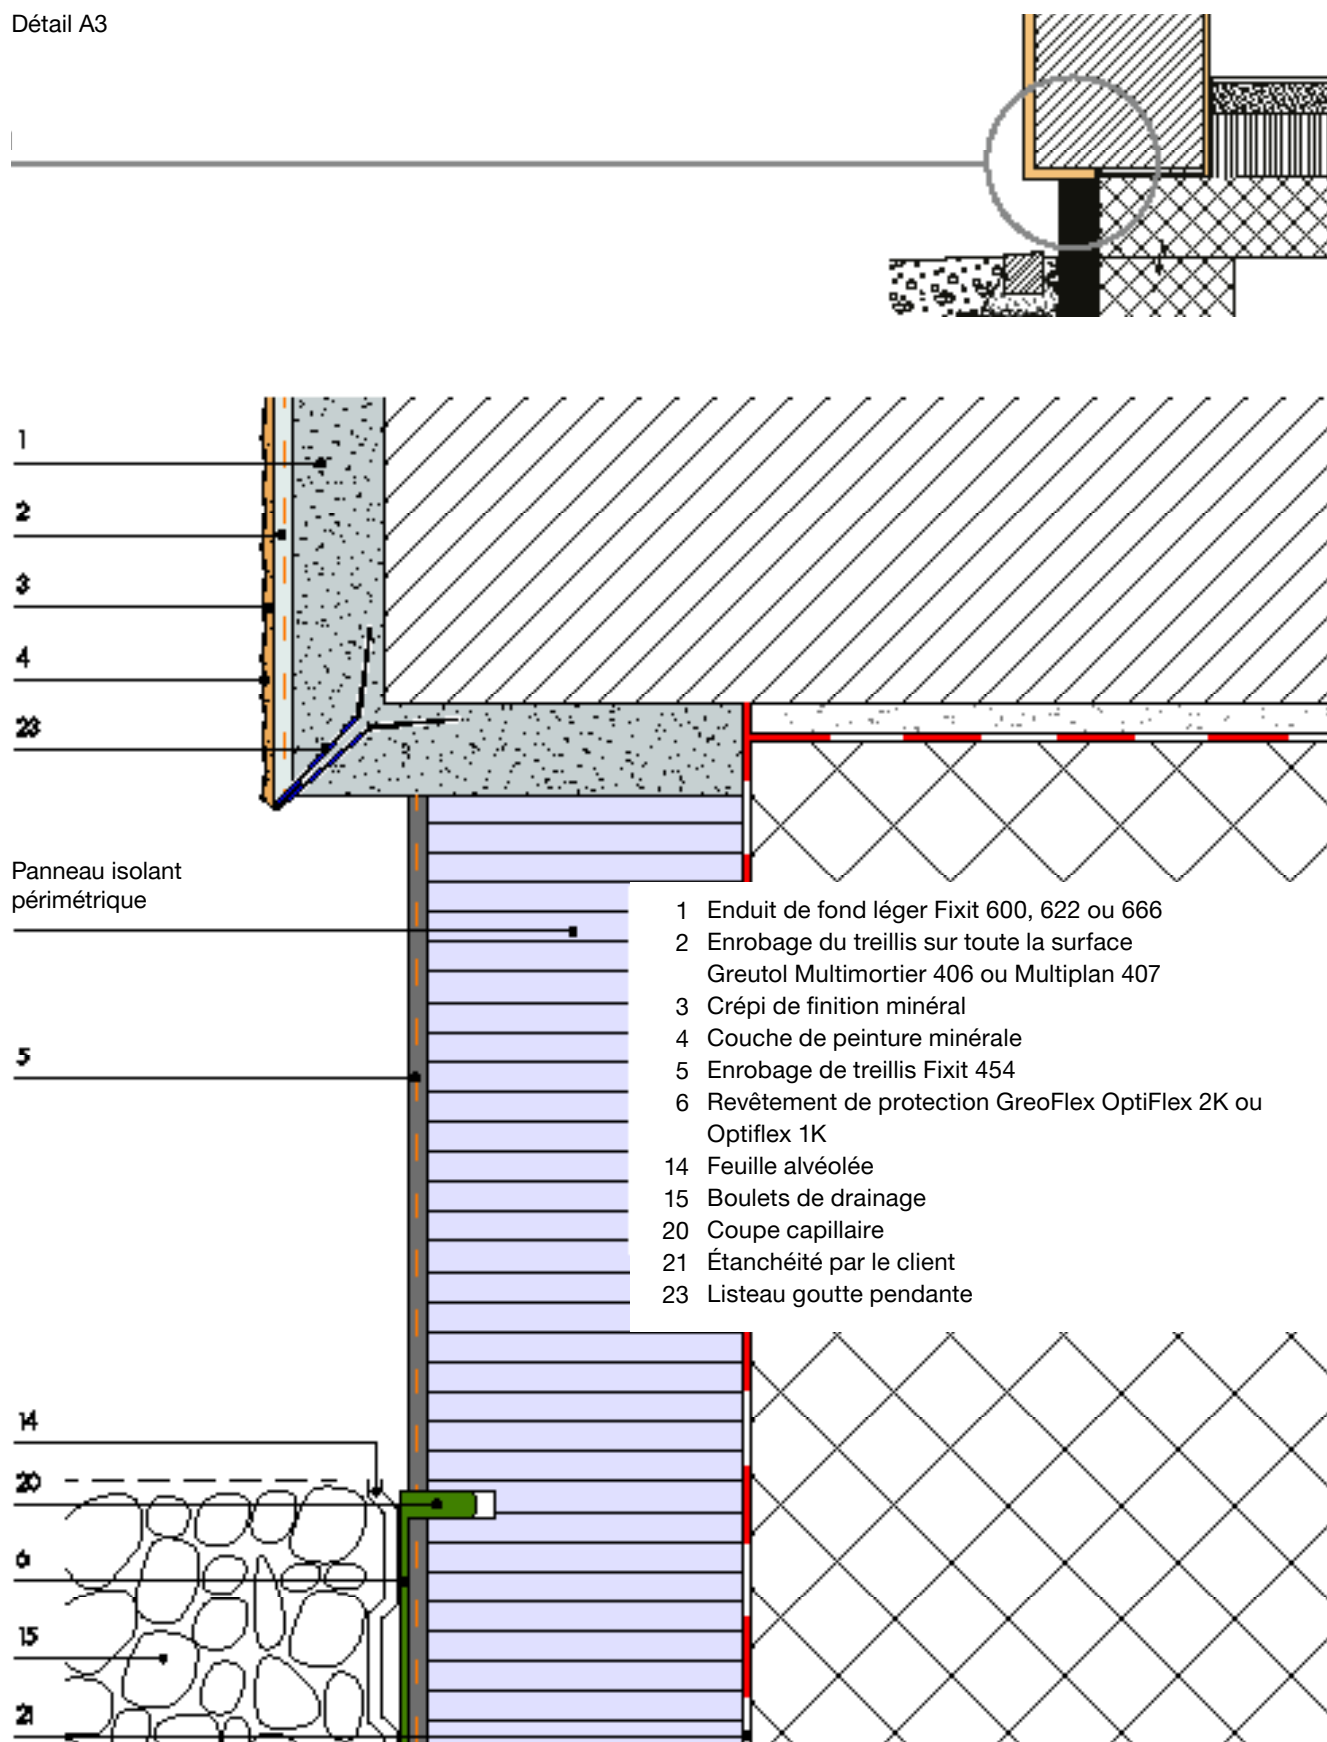 Détail A3
1
2
3
4
23
Panneau isolant
périmétrique
1 Enduit de fond léger Fixit 600, 622 ou 666
2 Enrobage du treillis sur toute la surface
Greutol Multimortier 406 ou Multiplan 407
3 Crépi de finition minéral
4 Couche de peinture minérale
5 Enrobage de treillis Fixit 454
6 Revêtement de protection GreoFlex OptiFlex 2K ou
Optiflex 1K
14 Feuille alvéolée
15 Boulets de drainage
20 Coupe capillaire
21 Étanchéité par le client
23 Listeau goutte pendante
5
14
20
6
15
21